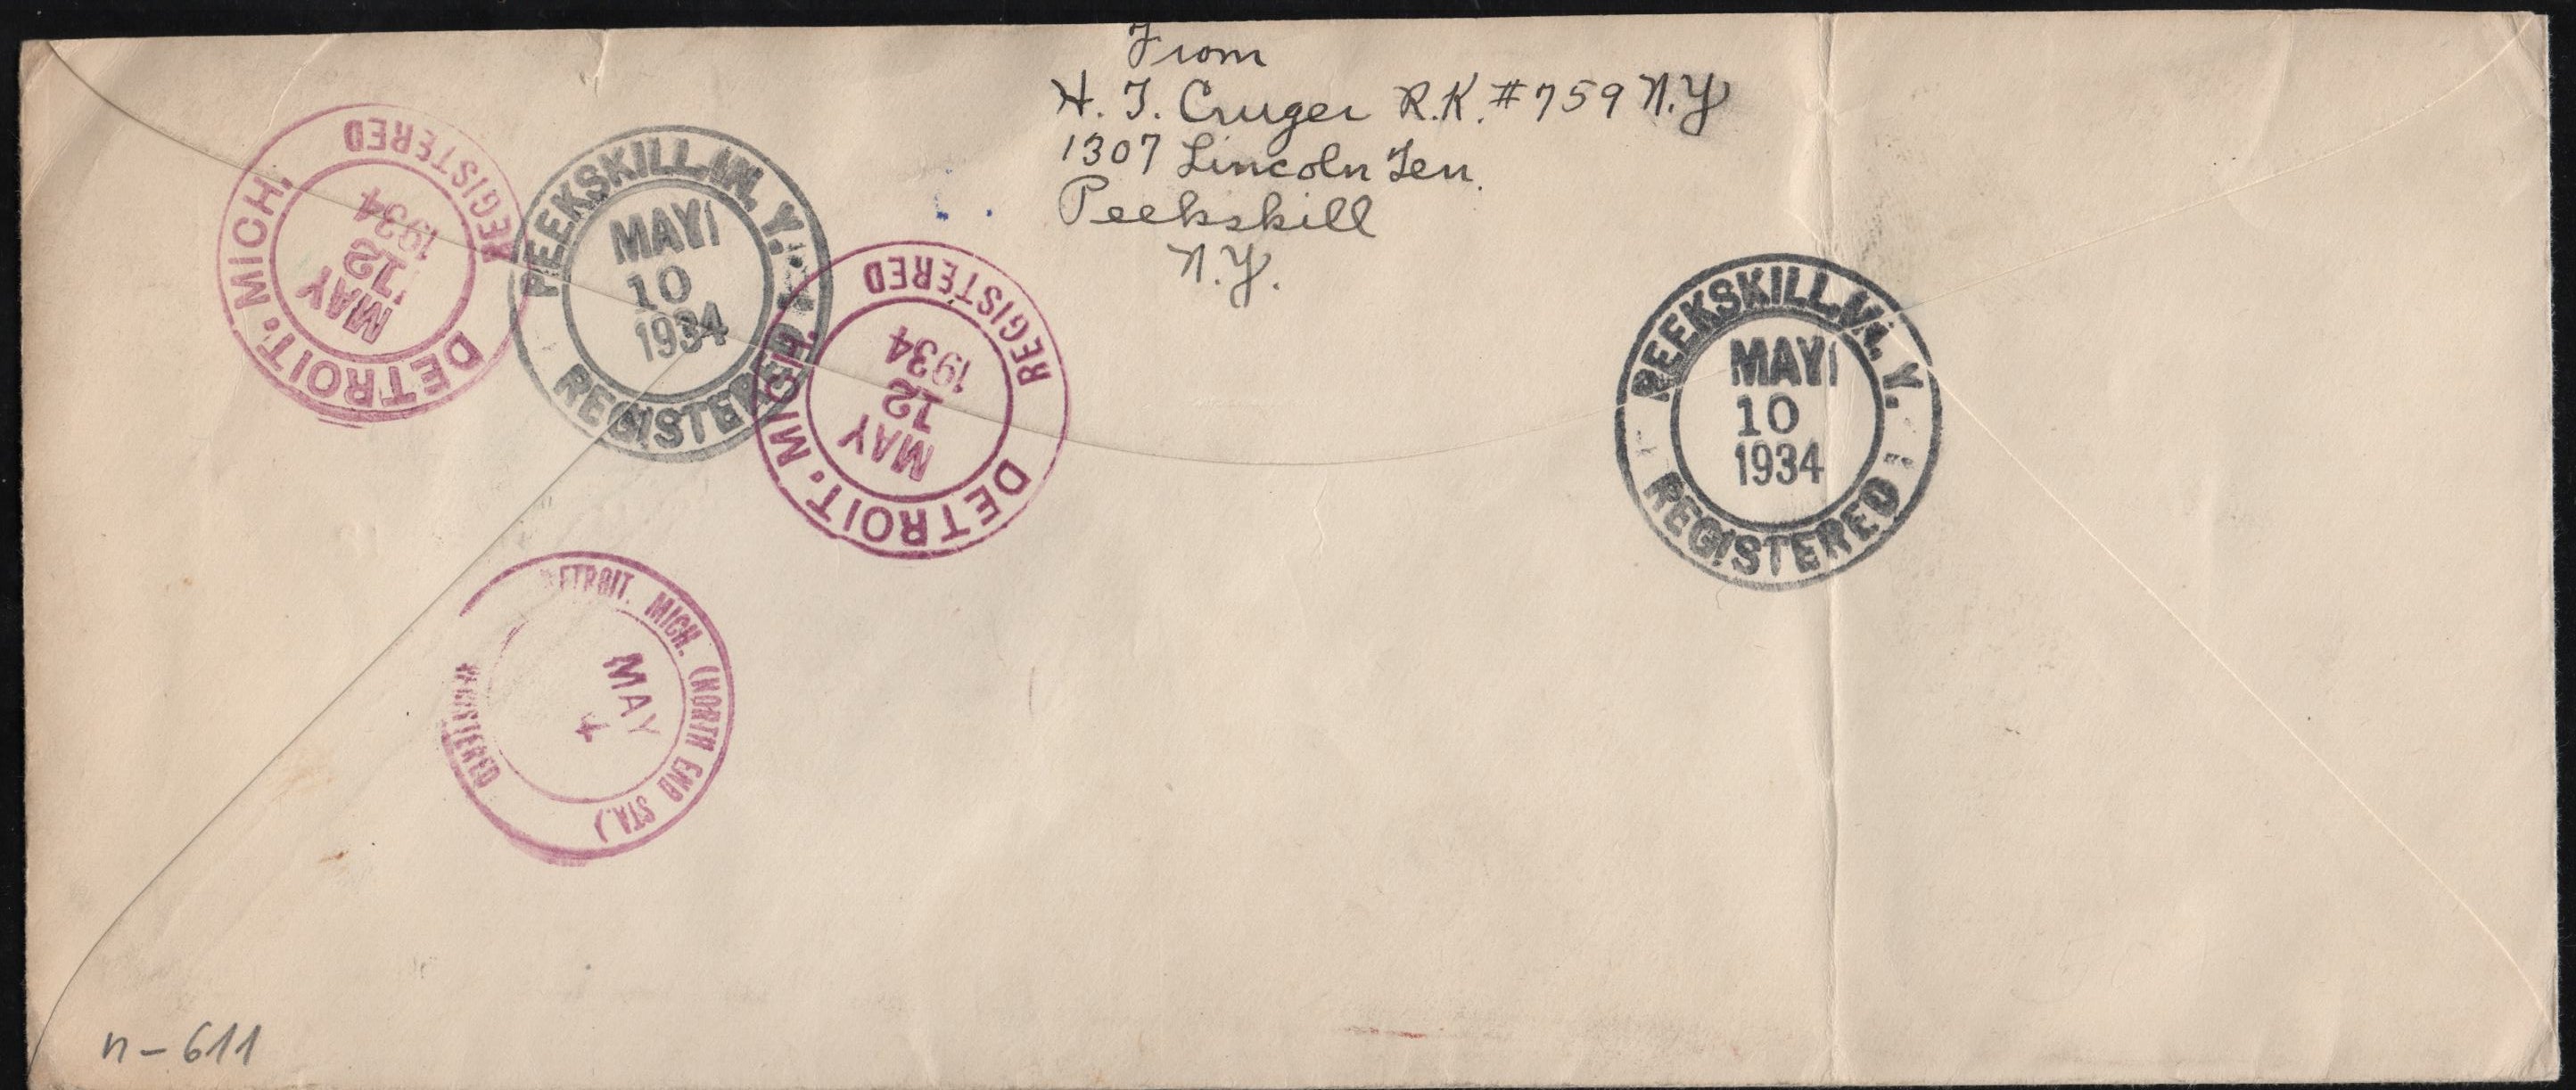 From
H. T. Cruger R.K. #759 N.Y
1307 Lincoln Ter.
Peekskill
N.Y.
DETROIT, MICH.
REGISTERED
MAY
12
1934
PEEKSKILL, N. Y.
MAY
10
1934
REGISTERED
DETROIT, MICH.
REGISTERED
MAY
12
1934
PEEKSKILL, N. Y.
MAY
10
1934
REGISTERED
DETROIT, MICH. (NORTH END STA.)
MAY
REGISTERED
n-611